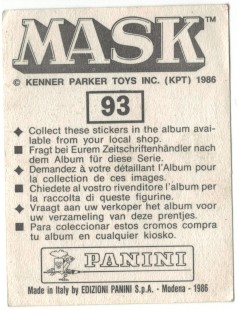 MASK™
© KENNER PARKER TOYS INC. (KPT) 1986
93
Collect these stickers in the album avai-
lable from your local shop.
Fragt bei Eurem Zeitschriftenhändler nach
dem Album für diese Serie.
Demandez à votre détaillant l'Album pour
la collection de ces images.
Chiedete al vostro rivenditore l'album per
la raccolta di queste figurine.
Vraagt aan uw verkoper het album voor
uw verzameling van deze prentjes.
Para coleccionar estos cromos compra
tu album en cualquier kiosko.
PANINI
Made in Italy by EDIZIONI PANINI S.p.A. - Modena - 1986